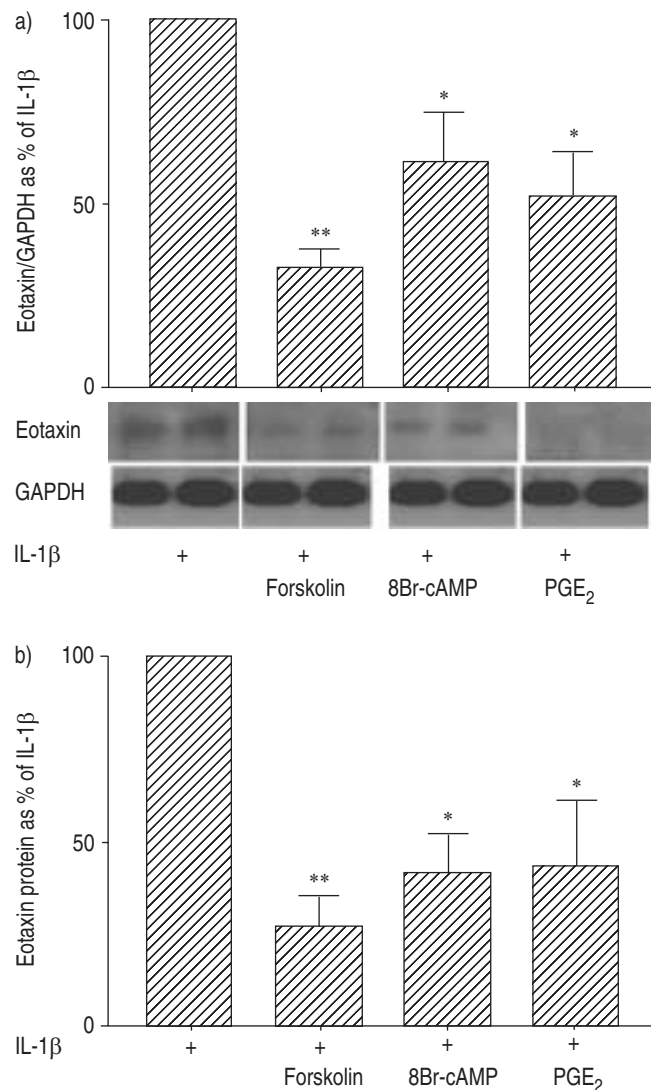 a)
100
50
0
Eotaxin/GAPDH as % of IL-1β
*
*
**
Eotaxin
GAPDH
IL-1β + + + +
Forskolin 8Br-cAMP PGE2
b)
100
50
0
Eotaxin protein as % of IL-1β
*
*
**
IL-1β + + + +
Forskolin 8Br-cAMP PGE2